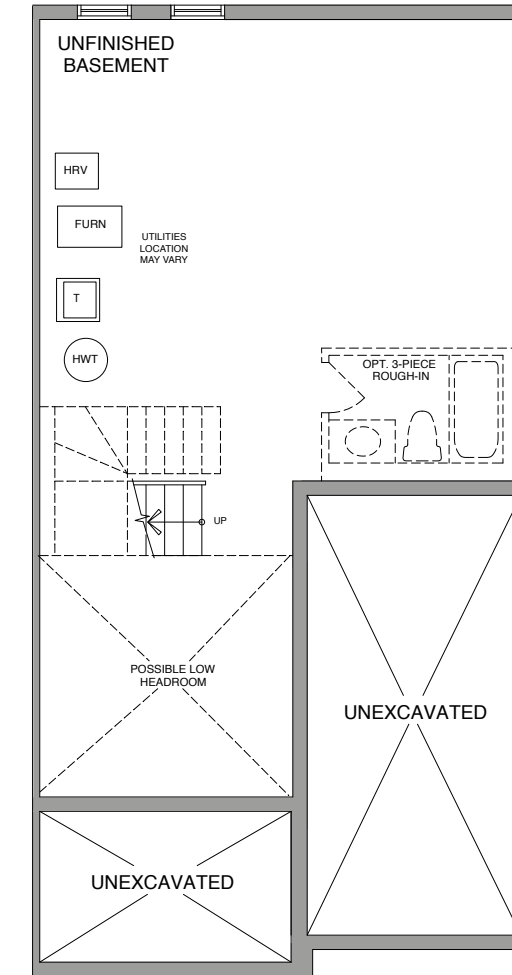 UNFINISHED
BASEMENT
HRV
FURN
UTILITIES
LOCATION
MAY VARY
T
HWT
OPT. 3-PIECE
ROUGH-IN
UP
POSSIBLE LOW
HEADROOM
UNEXCAVATED
UNEXCAVATED